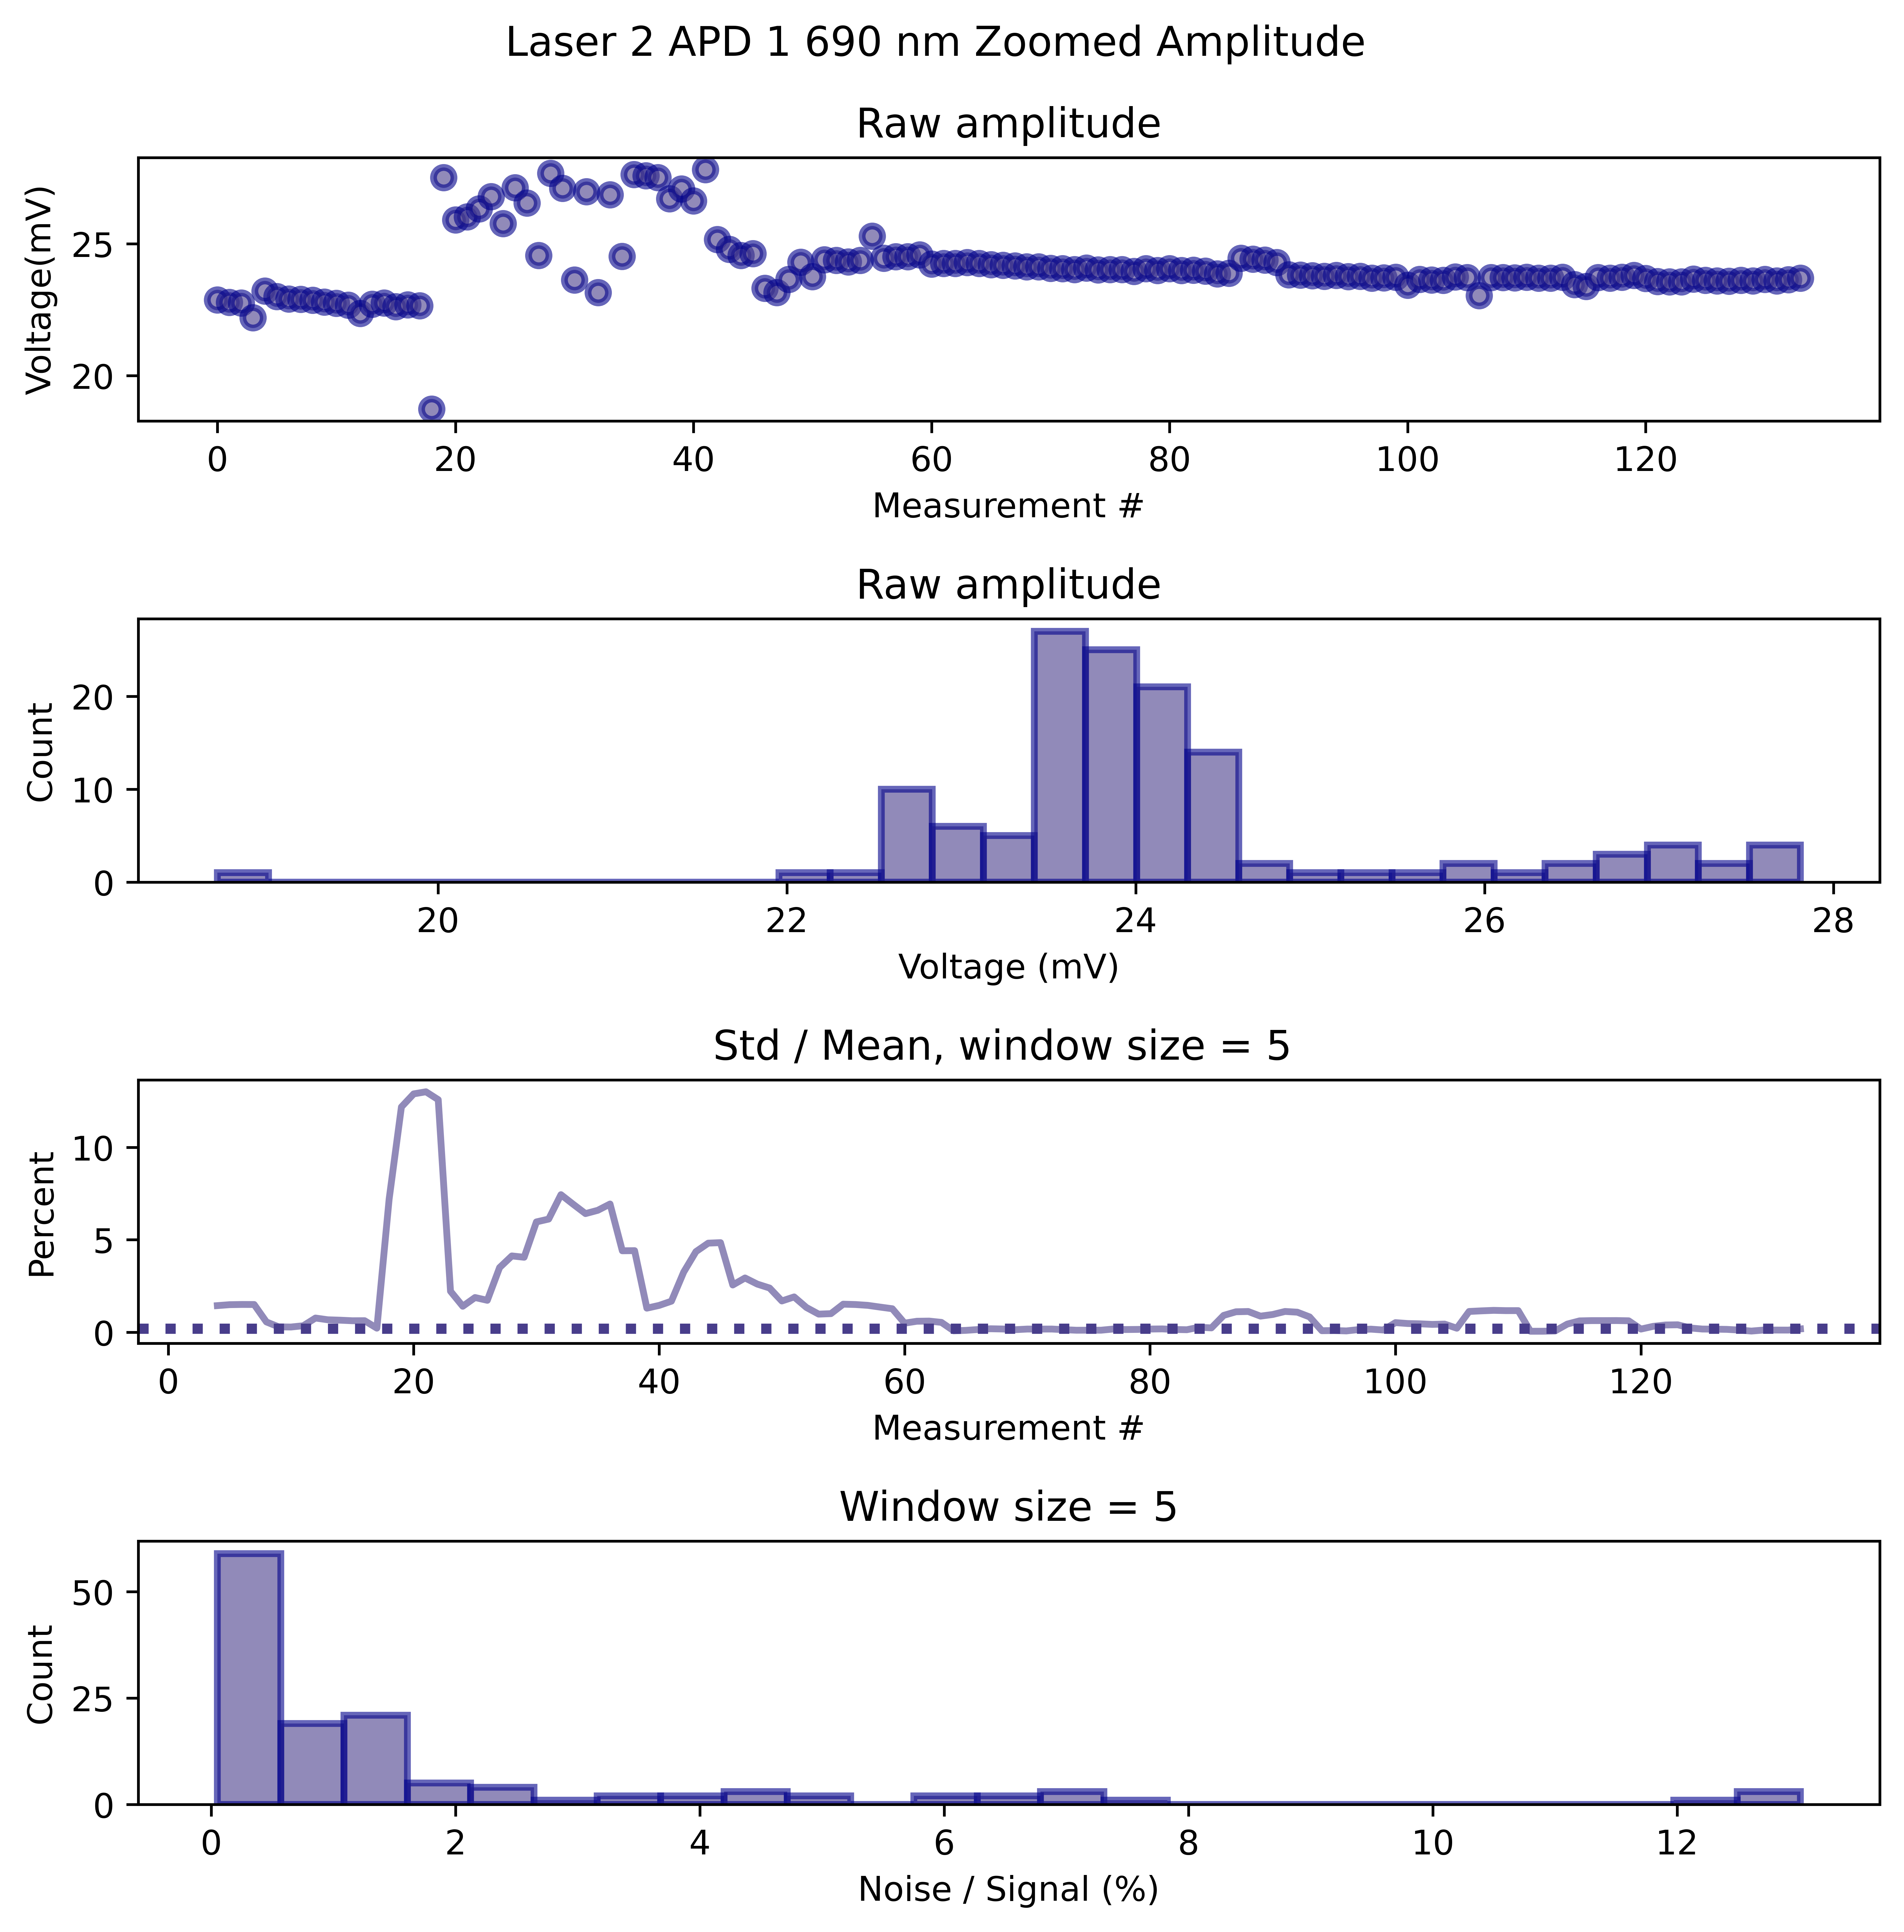 Laser 2 APD 1 690 nm Zoomed Amplitude
Raw amplitude
Voltage(mV)
25
20
0 20 40 60 80 100 120
Measurement #
Raw amplitude
Count
20
10
0
20 22 24 26 28
Voltage (mV)
Std / Mean, window size = 5
Percent
10
5
0
0 20 40 60 80 100 120
Measurement #
Window size = 5
Count
50
25
0
0 2 4 6 8 10 12
Noise / Signal (%)